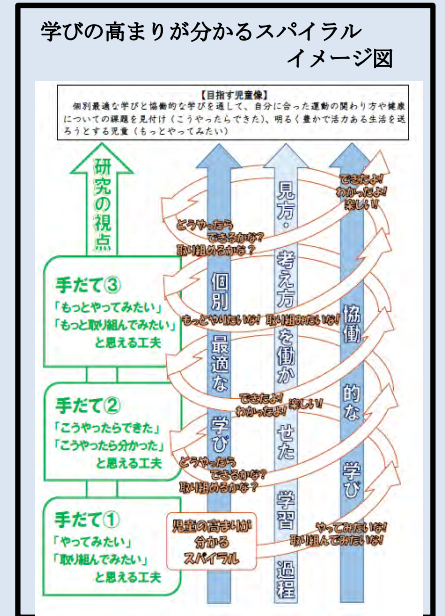 学びの高まりが分かるスパイラル
イメージ図
【目指す児童像】
個別最適な学びと協働的な学びを通して、自分に合った運動の関わり方や健康
についての課題を見付け(こうやったらできた)、明るく豊かで活力ある生活を送
ろうとする児童(もっとやってみたい)
研究の視点
手だて③
「もっとやってみたい」
「もっと取り組んでみたい」
と思える工夫
手だて②
「こうやったらできた」
「こうやったら分かった」
と思える工夫
手だて①
「やってみたい」
「取り組んでみたい」
と思える工夫
個別最適な学び
見方・考え方を働かせた学習過程
協働的な学び
できたよ!
わかったよ!
楽しい!
どうやったら
できるかな?
取り組めるかな?
もっとやりたいな! 取り組みたいな!
できたよ!
わかったよ!
楽しい!
どうやったら
できるかな?
取り組めるかな?
児童の高まりが
分かる
スパイラル
やってみたいな!
取り組んでみたいな!